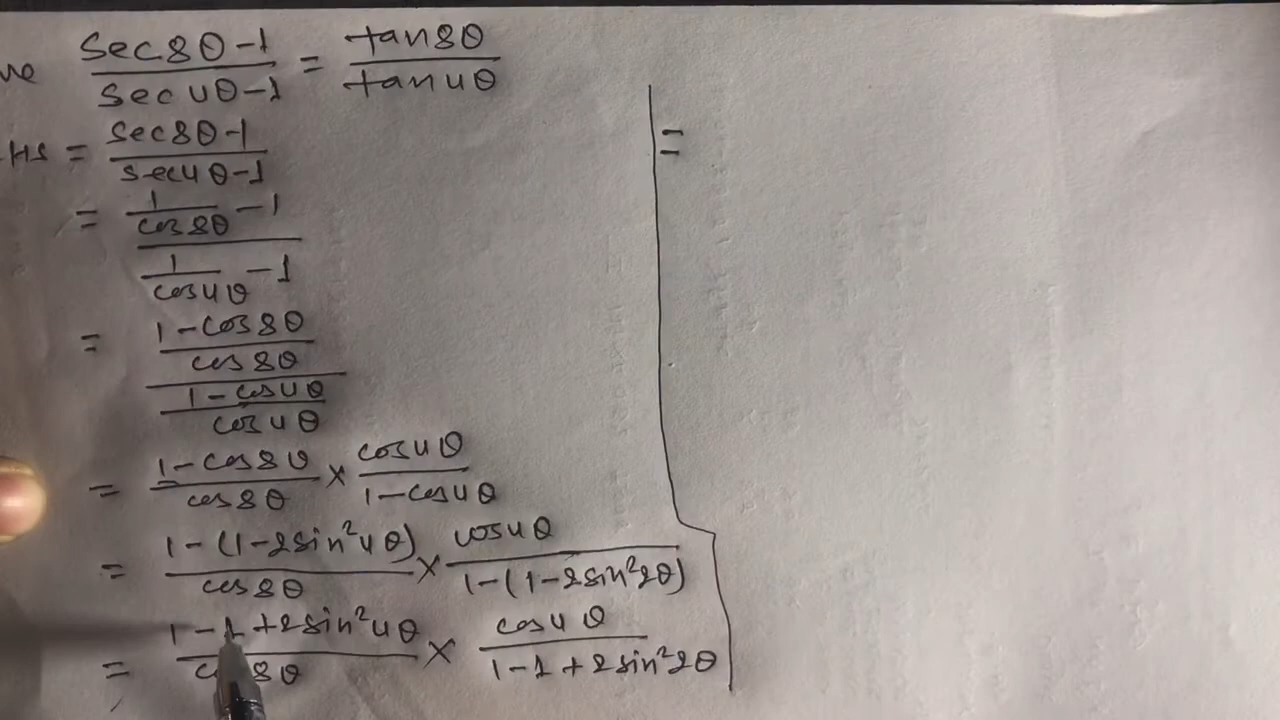 sec8θ-1 / sec4θ-1 = tan8θ / tan4θ
HS = sec8θ-1 / sec4θ-1
= 1/cos8θ -1 / 1/cos4θ -1
= 1-cos8θ/cos8θ / 1-cos4θ/cos4θ
= 1-cos8θ/cos8θ × cos4θ/1-cos4θ
= 1-(1-2sin²4θ)/cos8θ × cos4θ/1-(1-2sin²2θ)
= 1-1+2sin²4θ/cos8θ × cos4θ/1-1+2sin²2θ
=